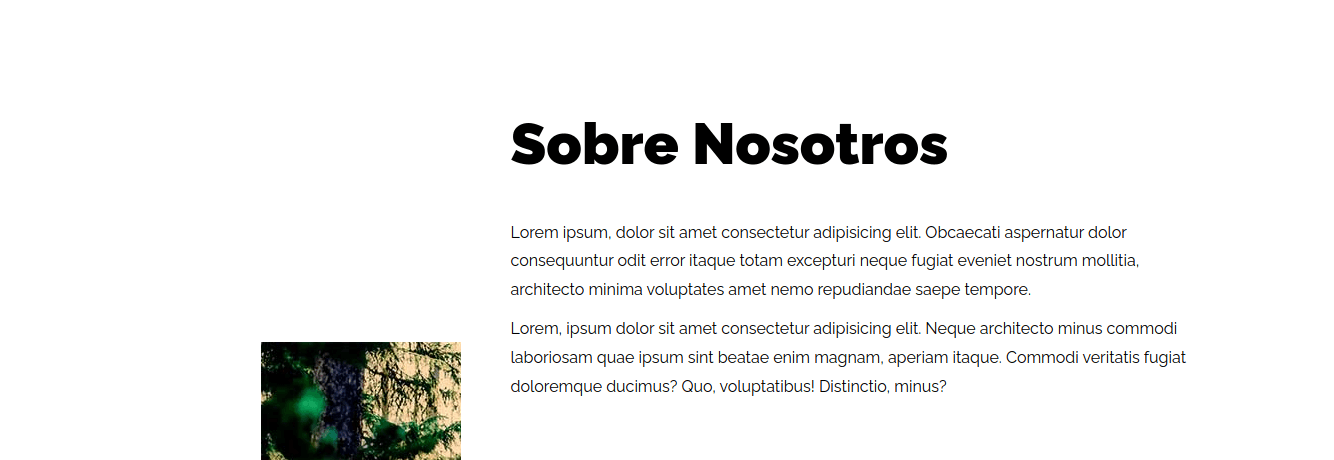 Sobre Nosotros
Lorem ipsum, dolor sit amet consectetur adipisicing elit. Obcaecati aspernatur dolor
consequuntur odit error itaque totam excepturi neque fugiat eveniet nostrum mollitia,
architecto minima voluptates amet nemo repudiandae saepe tempore.
Lorem, ipsum dolor sit amet consectetur adipisicing elit. Neque architecto minus commodi
laboriosam quae ipsum sint beatae enim magnam, aperiam itaque. Commodi veritatis fugiat
doloremque ducimus? Quo, voluptatibus! Distinctio, minus?